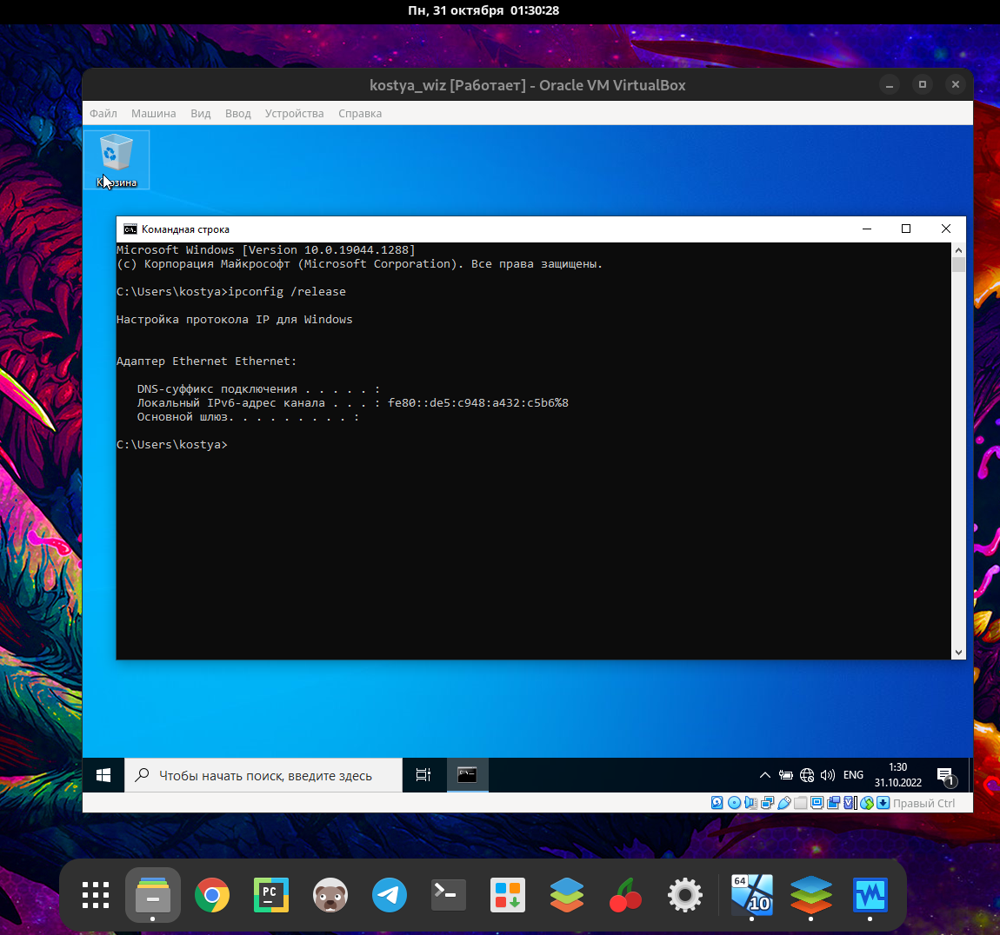 Пн, 31 октября 01:30:28
kostya_wiz [Работает] - Oracle VM VirtualBox
Файл Машина Вид Ввод Устройства Справка
Корзина
Командная строка
Microsoft Windows [Version 10.0.19044.1288]
(c) Корпорация Майкрософт (Microsoft Corporation). Все права защищены.
C:\Users\kostya>ipconfig /release
Настройка протокола IP для Windows
Адаптер Ethernet Ethernet:
DNS-суффикс подключения . . . . . :
Локальный IPv6-адрес канала . . . : fe80::de5:c948:a432:c5b6%8
Основной шлюз. . . . . . . . . :
C:\Users\kostya>
Чтобы начать поиск, введите здесь
ENG
1:30
31.10.2022
1
Правый Ctrl
PC
64
10